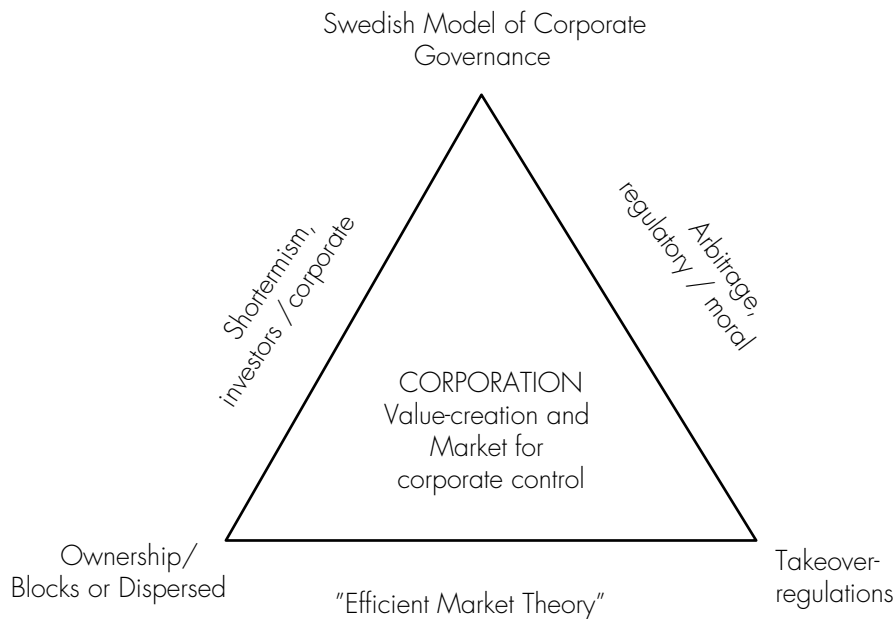 Swedish Model of Corporate
Governance
Shortermism,
investors /corporate
Arbitrage,
regulatory / moral
CORPORATION
Value-creation and
Market for
corporate control
Ownership/
Blocks or Dispersed
Takeover-
regulations
”Efficient Market Theory”